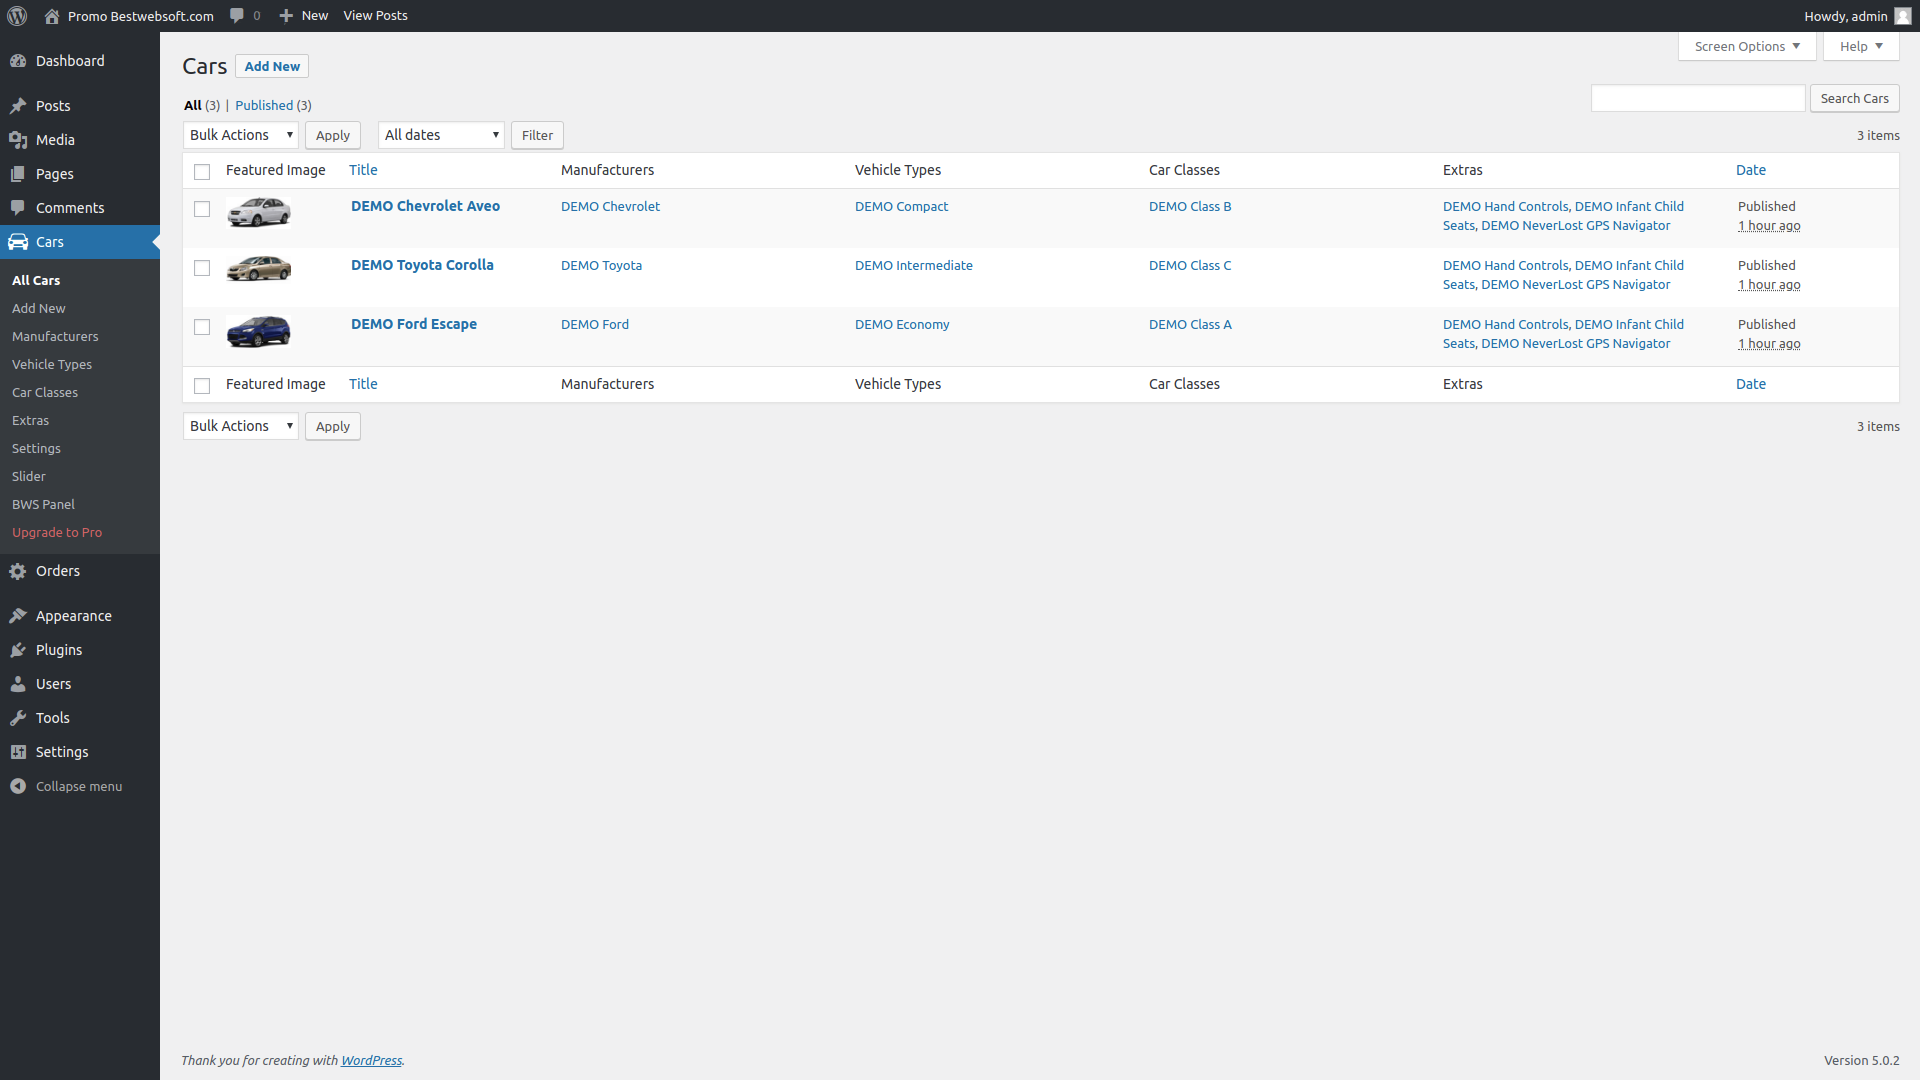 Promo Bestwebsoft.com 0 New View Posts Howdy, admin
Dashboard
Posts
Media
Pages
Comments
Cars
All Cars
Add New
Manufacturers
Vehicle Types
Car Classes
Extras
Settings
Slider
BWS Panel
Upgrade to Pro
Orders
Appearance
Plugins
Users
Tools
Settings
Collapse menu
Screen Options Help
Cars Add New
All (3) | Published (3)
Search Cars
Bulk Actions Apply All dates Filter 3 items
Featured Image Title Manufacturers Vehicle Types Car Classes Extras Date
DEMO Chevrolet Aveo DEMO Chevrolet DEMO Compact DEMO Class B DEMO Hand Controls, DEMO Infant Child Published
Seats, DEMO NeverLost GPS Navigator 1 hour ago
DEMO Toyota Corolla DEMO Toyota DEMO Intermediate DEMO Class C DEMO Hand Controls, DEMO Infant Child Published
Seats, DEMO NeverLost GPS Navigator 1 hour ago
DEMO Ford Escape DEMO Ford DEMO Economy DEMO Class A DEMO Hand Controls, DEMO Infant Child Published
Seats, DEMO NeverLost GPS Navigator 1 hour ago
Featured Image Title Manufacturers Vehicle Types Car Classes Extras Date
Bulk Actions Apply 3 items
Thank you for creating with WordPress. Version 5.0.2